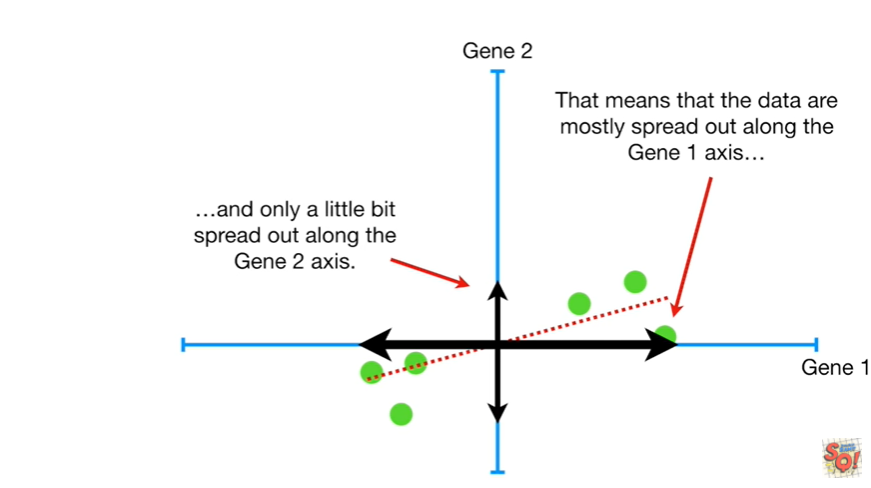 Gene 2
That means that the data are
mostly spread out along the
Gene 1 axis…
…and only a little bit
spread out along the
Gene 2 axis.
Gene 1
SQ!